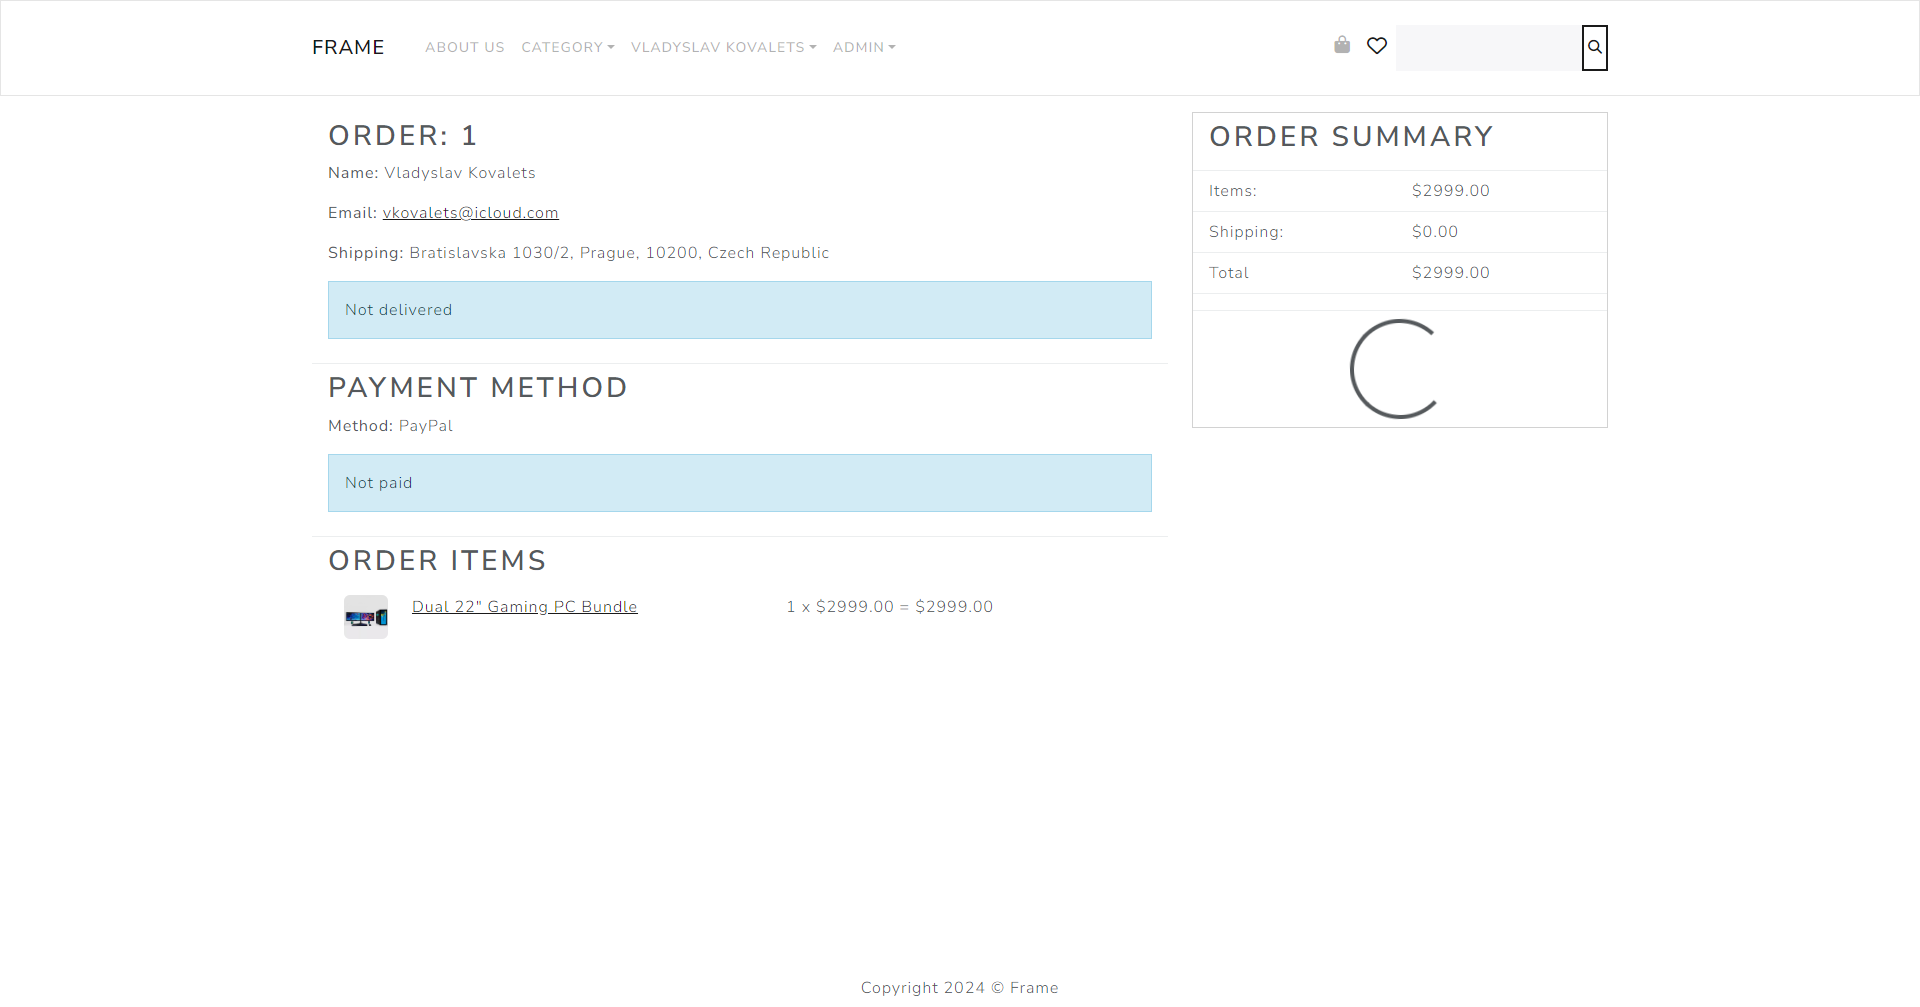 FRAME ABOUT US CATEGORY VLADYSLAV KOVALETS ADMIN
ORDER: 1
Name: Vladyslav Kovalets
Email: vkovalets@icloud.com
Shipping: Bratislavska 1030/2, Prague, 10200, Czech Republic
Not delivered
PAYMENT METHOD
Method: PayPal
Not paid
ORDER ITEMS
Dual 22" Gaming PC Bundle 1 x $2999.00 = $2999.00
ORDER SUMMARY
Items: $2999.00
Shipping: $0.00
Total $2999.00
Copyright 2024 © Frame